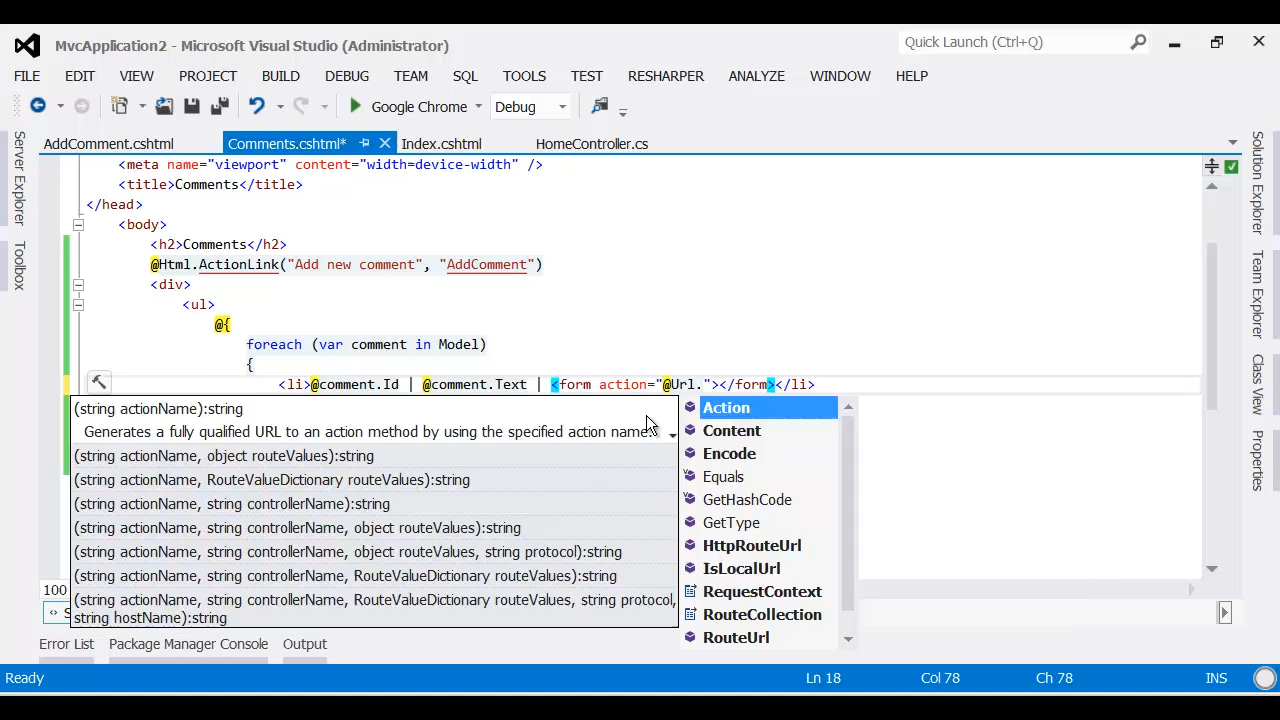 MvcApplication2 - Microsoft Visual Studio (Administrator)
Quick Launch (Ctrl+Q)
FILE EDIT VIEW PROJECT BUILD DEBUG TEAM SQL TOOLS TEST RESHARPER ANALYZE WINDOW HELP
Google Chrome Debug
AddComment.cshtml Comments.cshtml* Index.cshtml HomeController.cs
Server Explorer
Toolbox
<meta name="viewport" content="width=device-width" />
<title>Comments</title>
</head>
<body>
<h2>Comments</h2>
@Html.ActionLink("Add new comment", "AddComment")
<div>
<ul>
@{
foreach (var comment in Model)
{
<li>@comment.Id | @comment.Text | <form action="@Url."></form></li>
(string actionName):string
Generates a fully qualified URL to an action method by using the specified action name.
(string actionName, object routeValues):string
(string actionName, RouteValueDictionary routeValues):string
(string actionName, string controllerName):string
(string actionName, string controllerName, object routeValues):string
(string actionName, string controllerName, object routeValues, string protocol):string
(string actionName, string controllerName, RouteValueDictionary routeValues):string
(string actionName, string controllerName, RouteValueDictionary routeValues, string protocol,
string hostName):string
Action
Content
Encode
Equals
GetHashCode
GetType
HttpRouteUrl
IsLocalUrl
RequestContext
RouteCollection
RouteUrl
Solution Explorer
Team Explorer
Class View
Properties
100
Error List Package Manager Console Output
Ready Ln 18 Col 78 Ch 78 INS